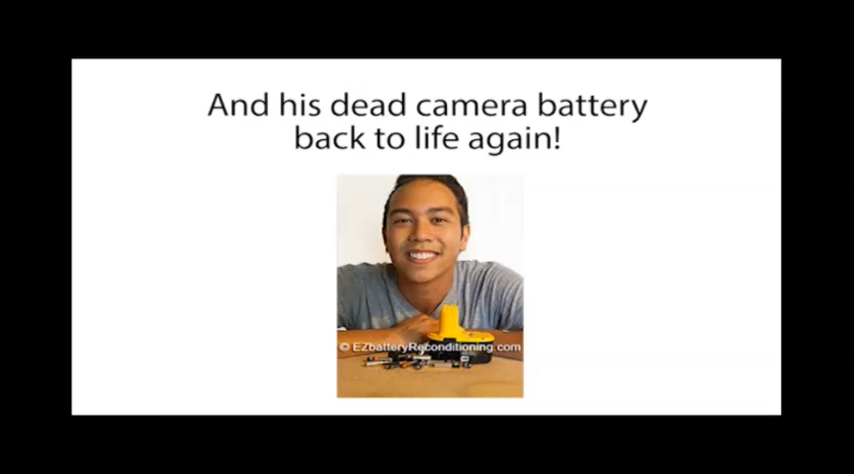 And his dead camera battery
back to life again!
© EZbatteryReconditioning.com